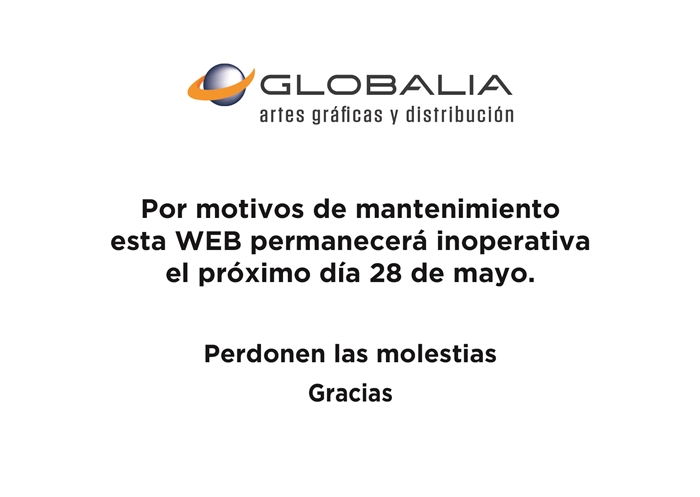 GLOBALIA
artes gráficas y distribución
Por motivos de mantenimiento
esta WEB permanecerá inoperativa
el próximo día 28 de mayo.
Perdonen las molestias
Gracias